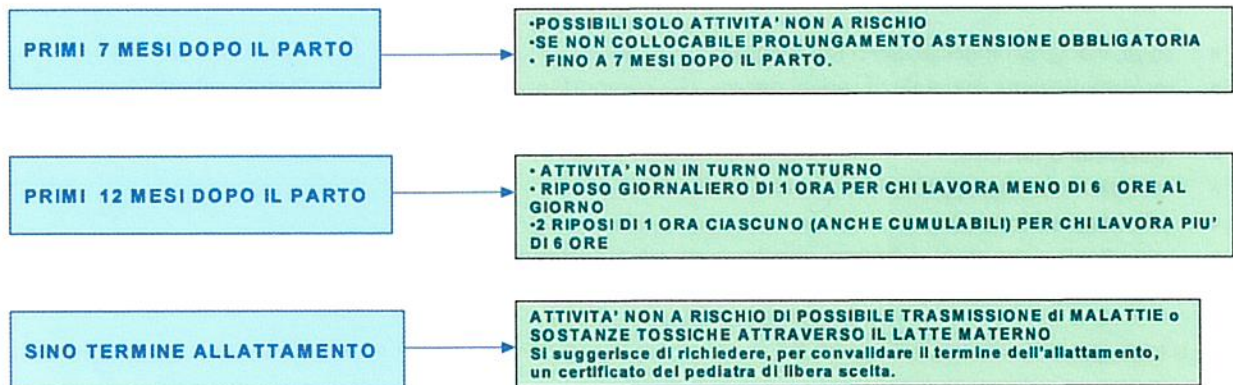 PRIMI 7 MESI DOPO IL PARTO
•POSSIBILI SOLO ATTIVITA' NON A RISCHIO
•SE NON COLLOCABILE PROLUNGAMENTO ASTENSIONE OBBLIGATORIA
• FINO A 7 MESI DOPO IL PARTO.
PRIMI 12 MESI DOPO IL PARTO
• ATTIVITA' NON IN TURNO NOTTURNO
• RIPOSO GIORNALIERO DI 1 ORA PER CHI LAVORA MENO DI 6 ORE AL
GIORNO
•2 RIPOSI DI 1 ORA CIASCUNO (ANCHE CUMULABILI) PER CHI LAVORA PIU'
DI 6 ORE
SINO TERMINE ALLATTAMENTO
ATTIVITA' NON A RISCHIO DI POSSIBILE TRASMISSIONE di MALATTIE o
SOSTANZE TOSSICHE ATTRAVERSO IL LATTE MATERNO
Si suggerisce di richiedere, per convalidare il termine dell'allattamento,
un certificato del pediatra di libera scelta.